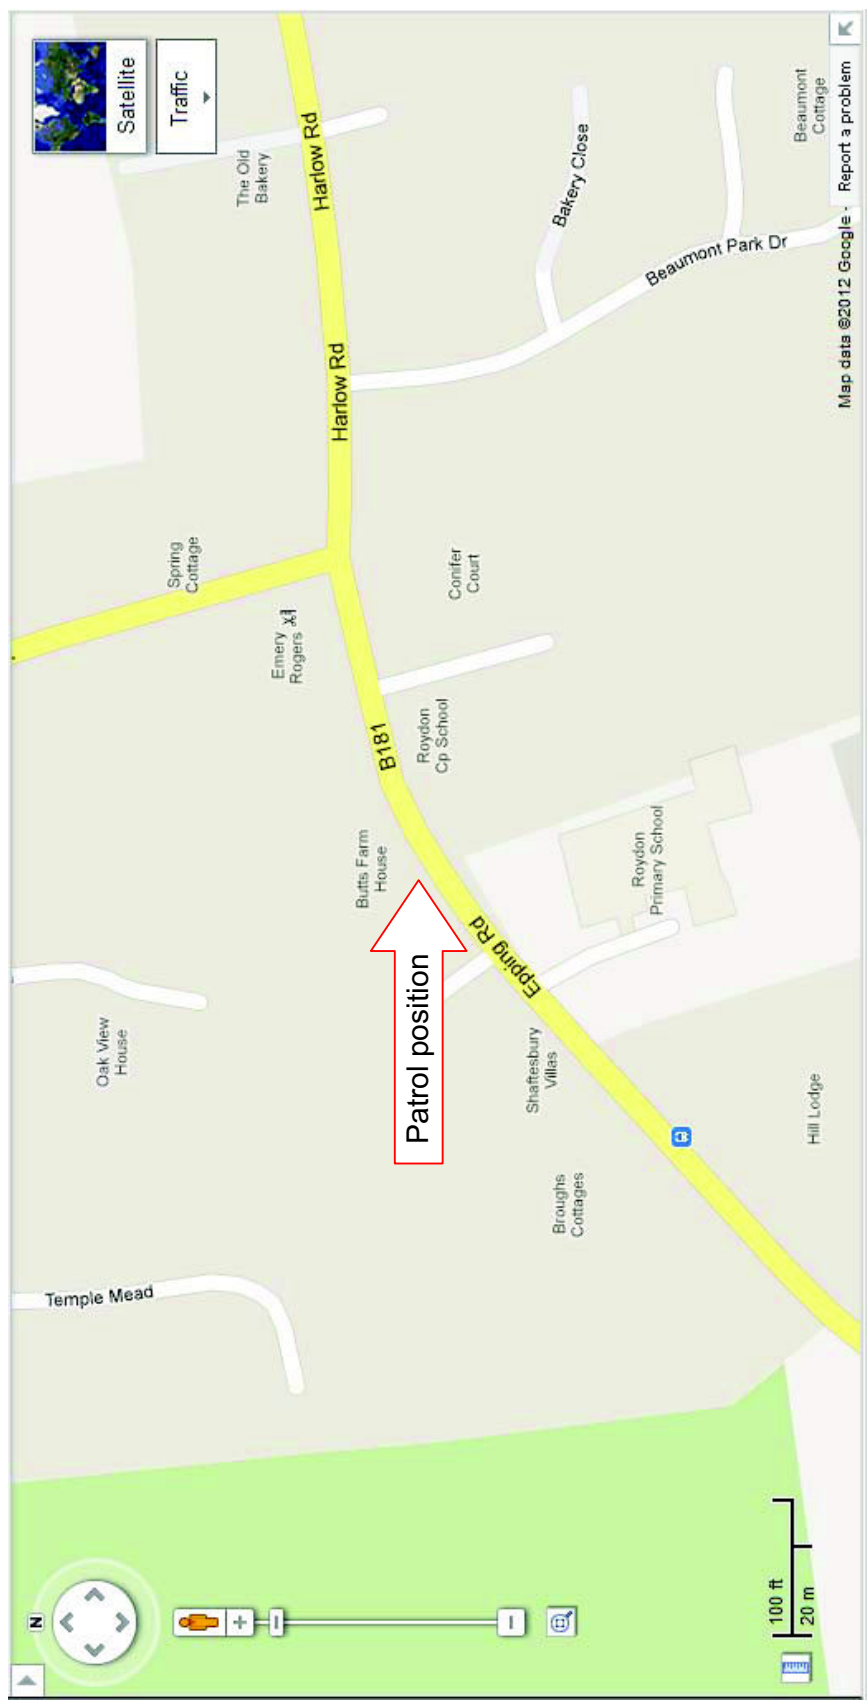 N
Satellite
Traffic
Temple Mead
Oak View
House
Spring
Cottage
The Old
Bakery
Emery
Rogers
Harlow Rd
Harlow Rd
Butts Farm
House
B181
Patrol position
Roydon
Cp School
Conifer
Court
Epping Rd
Shaftesbury
Villas
Broughs
Cottages
Bakery Close
Roydon
Primary School
Beaumont Park Dr
Beaumont
Cottage
Hill Lodge
100 ft
20 m
Map data ©2012 Google -
Report a problem